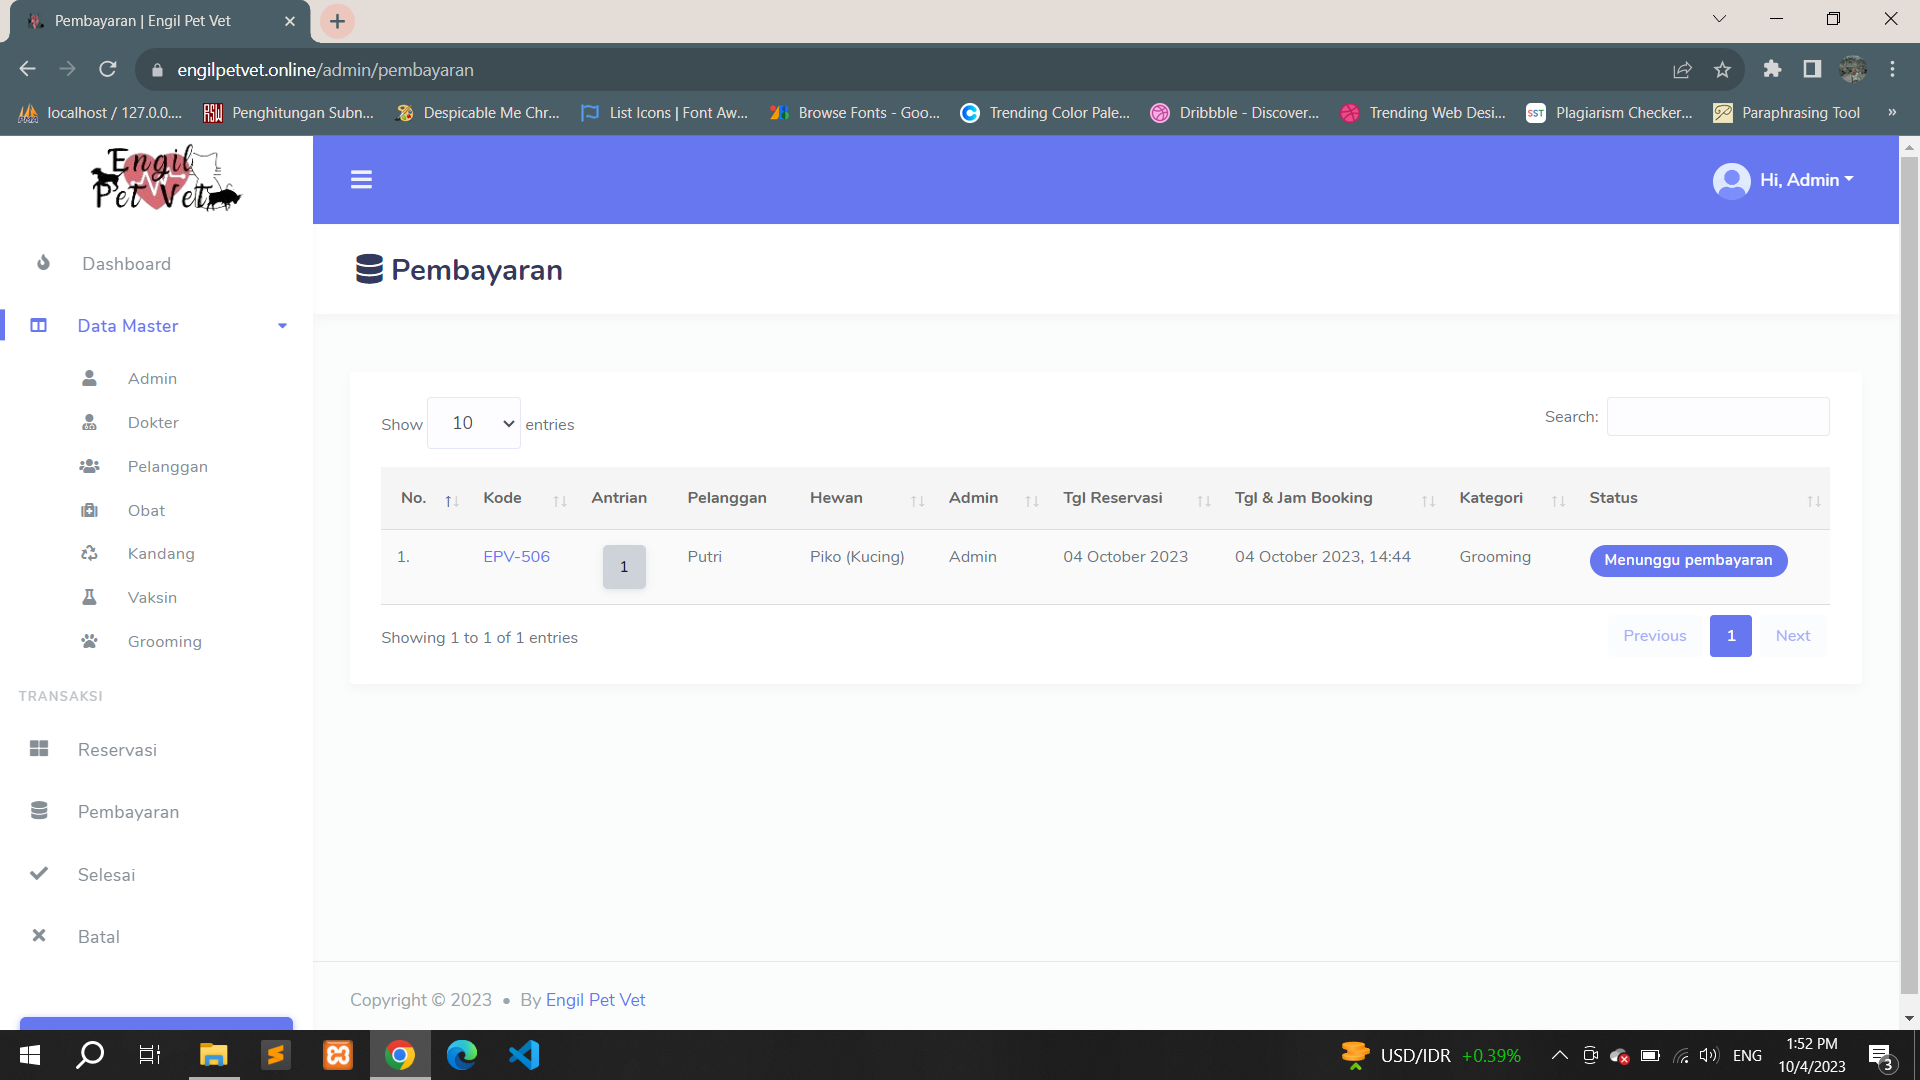 Pembayaran | Engil Pet Vet
engilpetvet.online/admin/pembayaran
localhost / 127.0.0.... Penghitungan Subn... Despicable Me Chr... List Icons | Font Aw... Browse Fonts - Goo... Trending Color Pale... Dribbble - Discover... Trending Web Desi... SST Plagiarism Checker... Paraphrasing Tool »
Engil
Pet Vet
Hi, Admin
Pembayaran
Dashboard
Data Master
Admin
Dokter
Pelanggan
Obat
Kandang
Vaksin
Grooming
TRANSAKSI
Reservasi
Pembayaran
Selesai
Batal
Show 10 entries
Search:
No. Kode Antrian Pelanggan Hewan Admin Tgl Reservasi Tgl & Jam Booking Kategori Status
1. EPV-506 1 Putri Piko (Kucing) Admin 04 October 2023 04 October 2023, 14:44 Grooming Menunggu pembayaran
Showing 1 to 1 of 1 entries
Previous 1 Next
Copyright © 2023 • By Engil Pet Vet
USD/IDR +0.39% ENG
1:52 PM
10/4/2023
3